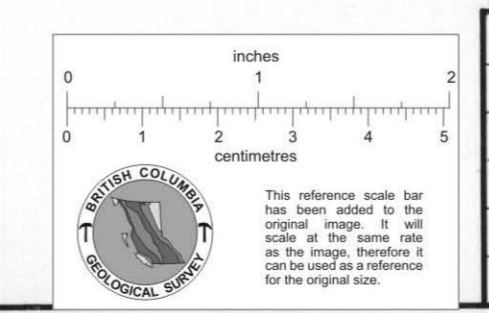 inches
0 1 2
0 1 2 3 4 5
centimetres
BRITISH COLUMBIA
GEOLOGICAL SURVEY
This reference scale bar
has been added to the
original image. It will
scale at the same rate
as the image, therefore it
can be used as a reference
for the original size.